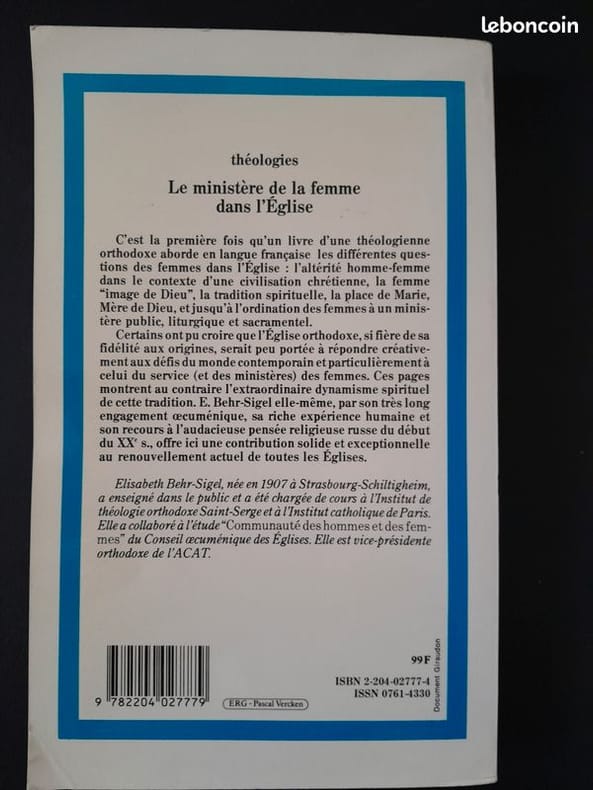 leboncoin
théologies
Le ministère de la femme
dans l'Église
C'est la première fois qu'un livre d'une théologienne
orthodoxe aborde en langue française les différentes ques-
tions des femmes dans l'Église : l'altérité homme-femme
dans le contexte d'une civilisation chrétienne, la femme
"image de Dieu", la tradition spirituelle, la place de Marie,
Mère de Dieu, et jusqu'à l'ordination des femmes à un minis-
tère public, liturgique et sacramentel.
Certains ont pu croire que l'Église orthodoxe, si fière de sa
fidélité aux origines, serait peu portée à répondre créative-
ment aux défis du monde contemporain et particulièrement à
celui du service (et des ministères) des femmes. Ces pages
montrent au contraire l'extraordinaire dynamisme spirituel
de cette tradition. E. Behr-Sigel elle-même, par son très long
engagement œcuménique, sa riche expérience humaine et
son recours à l'audacieuse pensée religieuse russe du début
du XXe s., offre ici une contribution solide et exceptionnelle
au renouvellement actuel de toutes les Églises.
Elisabeth Behr-Sigel, née en 1907 à Strasbourg-Schiltigheim,
a enseigné dans le public et a été chargée de cours à l'Institut de
théologie orthodoxe Saint-Serge et à l'Institut catholique de Paris.
Elle a collaboré à l'étude "Communauté des hommes et des fem-
mes" du Conseil œcuménique des Églises. Elle est vice-présidente
orthodoxe de l'ACAT.
99 F
ISBN 2-204-02777-4
ISSN 0761-4330
Document Giraudon
9 782204 027779
ERG - Pascal Vercken